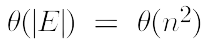 θ(|E|) = θ(n²)